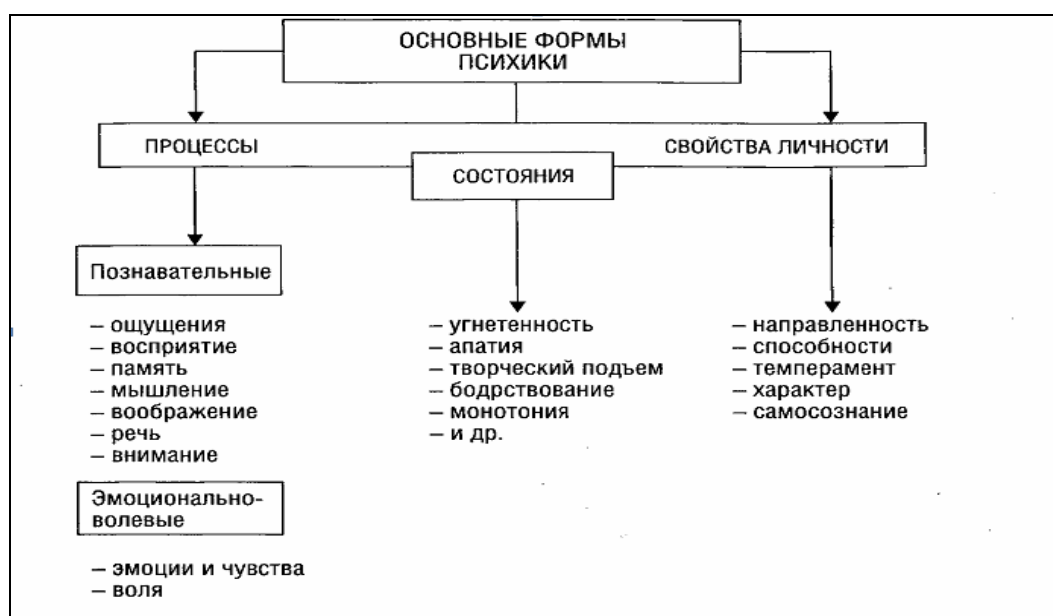 ОСНОВНЫЕ ФОРМЫ
ПСИХИКИ
ПРОЦЕССЫ
СВОЙСТВА ЛИЧНОСТИ
СОСТОЯНИЯ
Познавательные
– ощущения
– восприятие
– память
– мышление
– воображение
– речь
– внимание
Эмоционально-
волевые
– эмоции и чувства
– воля
– угнетенность
– апатия
– творческий подъем
– бодрствование
– монотония
– и др.
– направленность
– способности
– темперамент
– характер
– самосознание